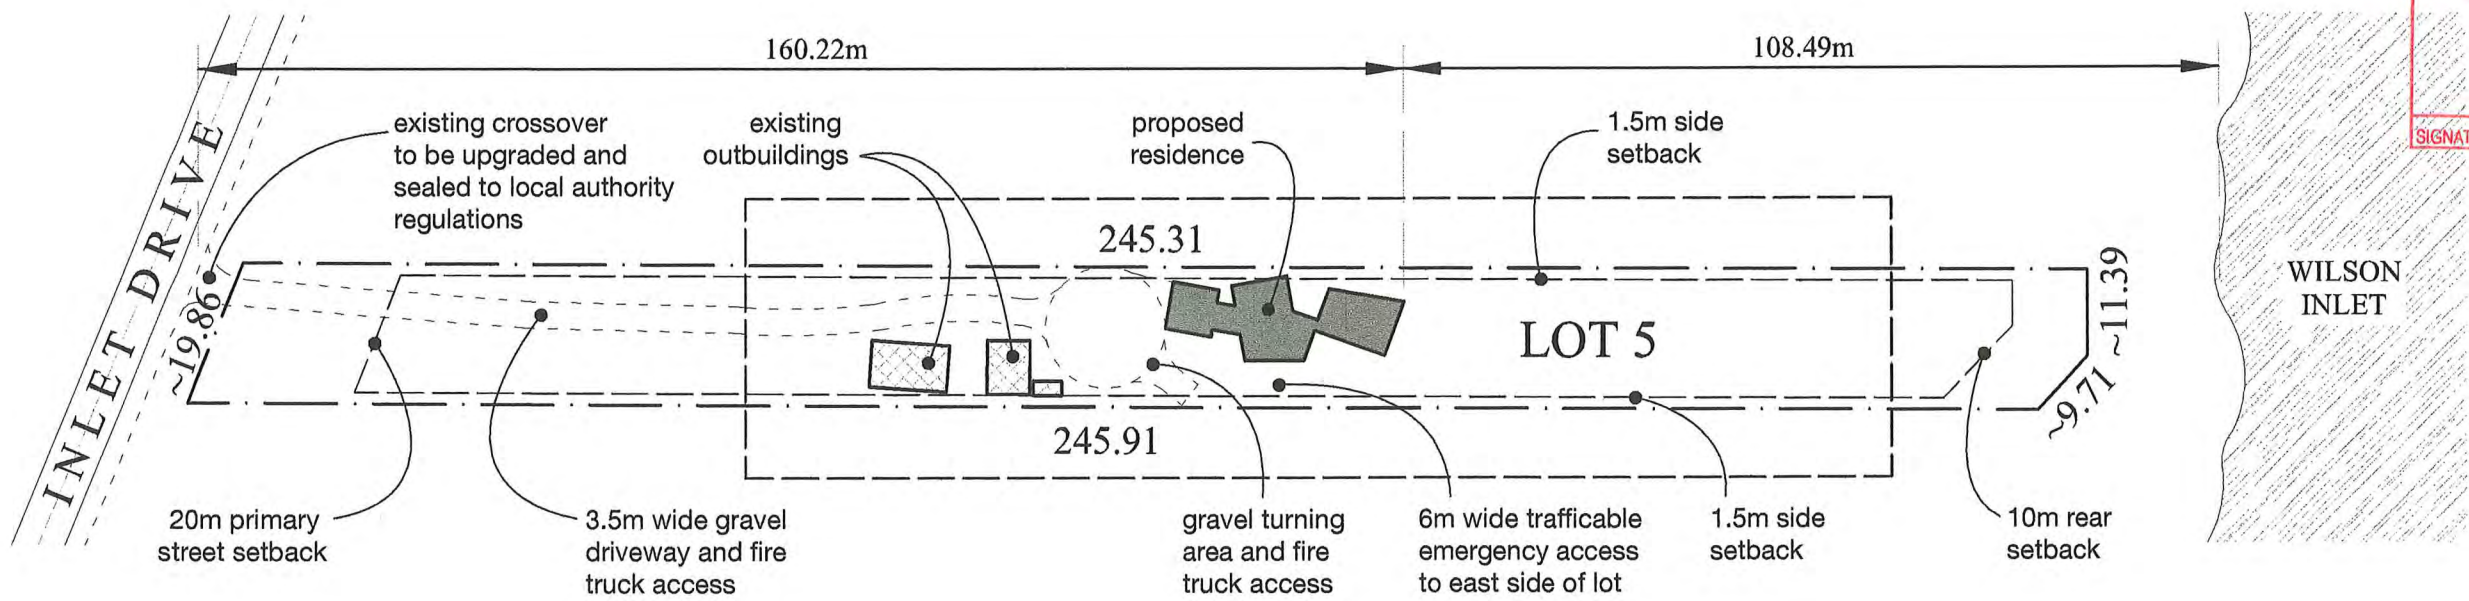 160.22m
108.49m
existing crossover
to be upgraded and
sealed to local authority
regulations
existing
outbuildings
proposed
residence
1.5m side
setback
SIGNAT
INLET DRIVE
245.31
~19.86
LOT 5
~11.39
WILSON
INLET
245.91
~9.71
20m primary
street setback
3.5m wide gravel
driveway and fire
truck access
gravel turning
area and fire
truck access
6m wide trafficable
emergency access
to east side of lot
1.5m side
setback
10m rear
setback